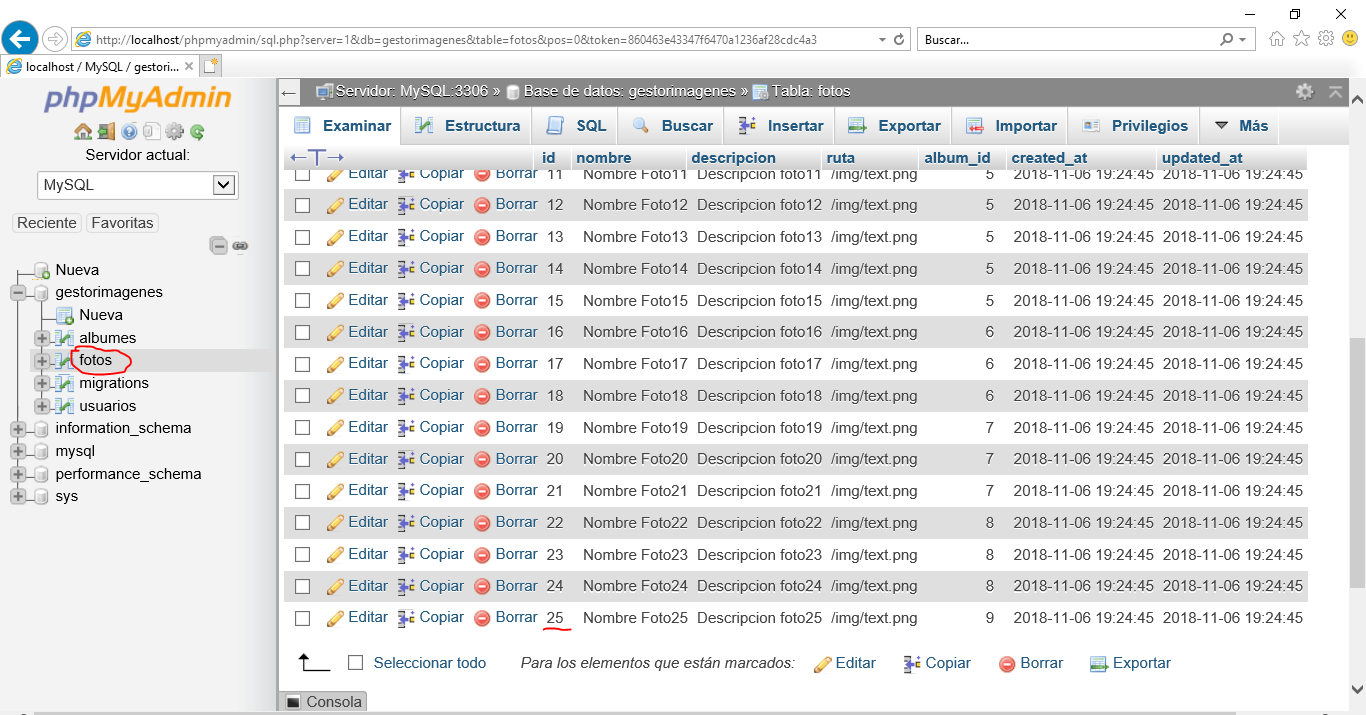 http://localhost/phpmyadmin/sql.php?server=1&db=gestorimagenes&table=fotos&pos=0&token=860463e43347f6470a1236af28cdc4a3
Buscar...
localhost / MySQL / gestori...
phpMyAdmin
Servidor actual:
MySQL
Reciente Favoritas
Nueva
gestorimagenes
Nueva
albumes
fotos
migrations
usuarios
information_schema
mysql
performance_schema
sys
Servidor: MySQL:3306 » Base de datos: gestorimagenes » Tabla: fotos
Examinar Estructura SQL Buscar Insertar Exportar Importar Privilegios Más
id nombre descripcion ruta album_id created_at updated_at
Editar Copiar Borrar 11 Nombre Foto11 Descripcion foto11 /img/text.png 5 2018-11-06 19:24:45 2018-11-06 19:24:45
Editar Copiar Borrar 12 Nombre Foto12 Descripcion foto12 /img/text.png 5 2018-11-06 19:24:45 2018-11-06 19:24:45
Editar Copiar Borrar 13 Nombre Foto13 Descripcion foto13 /img/text.png 5 2018-11-06 19:24:45 2018-11-06 19:24:45
Editar Copiar Borrar 14 Nombre Foto14 Descripcion foto14 /img/text.png 5 2018-11-06 19:24:45 2018-11-06 19:24:45
Editar Copiar Borrar 15 Nombre Foto15 Descripcion foto15 /img/text.png 5 2018-11-06 19:24:45 2018-11-06 19:24:45
Editar Copiar Borrar 16 Nombre Foto16 Descripcion foto16 /img/text.png 6 2018-11-06 19:24:45 2018-11-06 19:24:45
Editar Copiar Borrar 17 Nombre Foto17 Descripcion foto17 /img/text.png 6 2018-11-06 19:24:45 2018-11-06 19:24:45
Editar Copiar Borrar 18 Nombre Foto18 Descripcion foto18 /img/text.png 6 2018-11-06 19:24:45 2018-11-06 19:24:45
Editar Copiar Borrar 19 Nombre Foto19 Descripcion foto19 /img/text.png 7 2018-11-06 19:24:45 2018-11-06 19:24:45
Editar Copiar Borrar 20 Nombre Foto20 Descripcion foto20 /img/text.png 7 2018-11-06 19:24:45 2018-11-06 19:24:45
Editar Copiar Borrar 21 Nombre Foto21 Descripcion foto21 /img/text.png 7 2018-11-06 19:24:45 2018-11-06 19:24:45
Editar Copiar Borrar 22 Nombre Foto22 Descripcion foto22 /img/text.png 8 2018-11-06 19:24:45 2018-11-06 19:24:45
Editar Copiar Borrar 23 Nombre Foto23 Descripcion foto23 /img/text.png 8 2018-11-06 19:24:45 2018-11-06 19:24:45
Editar Copiar Borrar 24 Nombre Foto24 Descripcion foto24 /img/text.png 8 2018-11-06 19:24:45 2018-11-06 19:24:45
Editar Copiar Borrar 25 Nombre Foto25 Descripcion foto25 /img/text.png 9 2018-11-06 19:24:45 2018-11-06 19:24:45
Seleccionar todo Para los elementos que están marcados: Editar Copiar Borrar Exportar
Consola